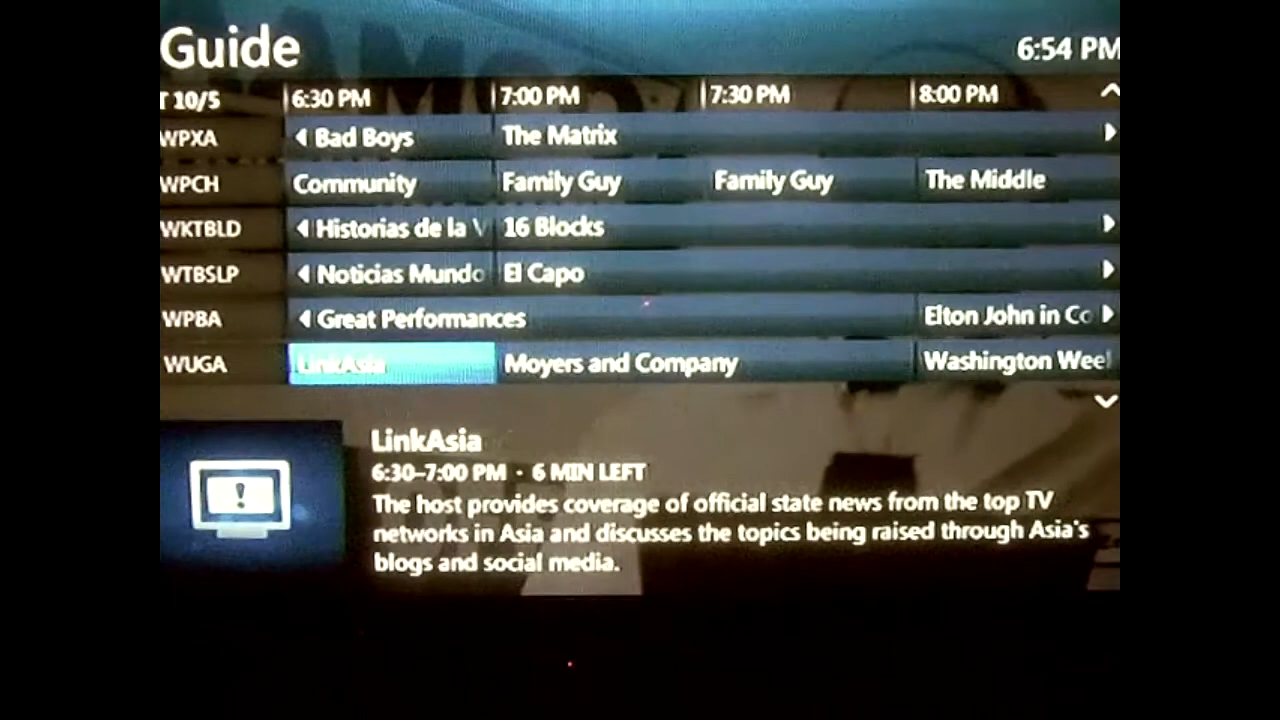 Guide 6:54 PM
T 10/5 6:30 PM 7:00 PM 7:30 PM 8:00 PM
WPXA Bad Boys The Matrix
WPCH Community Family Guy Family Guy The Middle
WKTBLD Historias de la V 16 Blocks
WTBSLP Noticias Mundo El Capo
WPBA Great Performances Elton John in Co
WUGA LinkAsia Moyers and Company Washington Wee
LinkAsia
6:30–7:00 PM · 6 MIN LEFT
The host provides coverage of official state news from the top TV
networks in Asia and discusses the topics being raised through Asia's
blogs and social media.